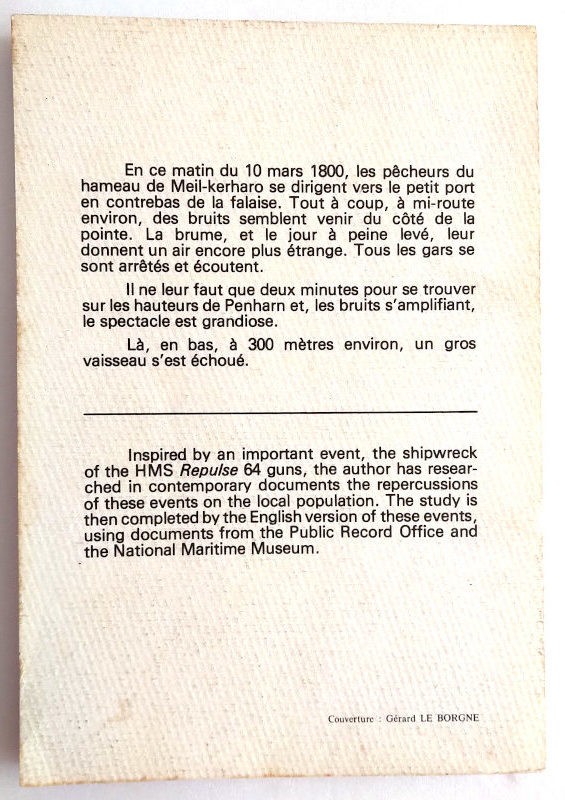 En ce matin du 10 mars 1800, les pêcheurs du
hameau de Meil-kerharo se dirigent vers le petit port
en contrebas de la falaise. Tout à coup, à mi-route
environ, des bruits semblent venir du côté de la
pointe. La brume, et le jour à peine levé, leur
donnent un air encore plus étrange. Tous les gars se
sont arrêtés et écoutent.
Il ne leur faut que deux minutes pour se trouver
sur les hauteurs de Penharn et, les bruits s'amplifiant,
le spectacle est grandiose.
Là, en bas, à 300 mètres environ, un gros
vaisseau s'est échoué.
Inspired by an important event, the shipwreck
of the HMS Repulse 64 guns, the author has resear-
ched in contemporary documents the repercussions
of these events on the local population. The study is
then completed by the English version of these events,
using documents from the Public Record Office and
the National Maritime Museum.
Couverture : Gérard LE BORGNE